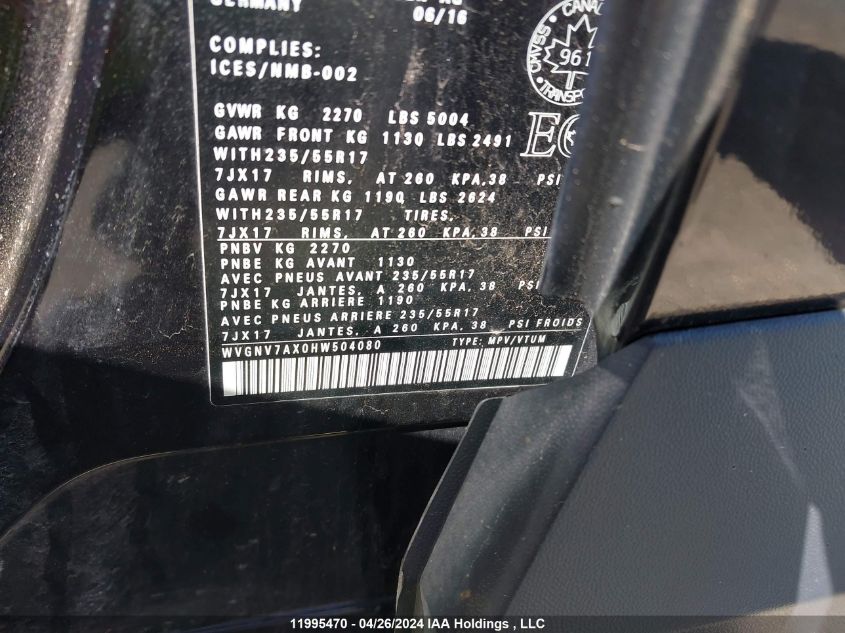 GERMANY
06/16
COMPLIES:
ICES/NMB-002
CANA
CMVSS
961
TRANSPO
GVWR KG 2270 LBS 5004
GAWR FRONT KG 1130 LBS 2491
WITH235/55R17
7JX17 RIMS, AT 260 KPA,38 PSI
GAWR REAR KG 1190 LBS 2624
WITH235/55R17 TIRES,
7JX17 RIMS, AT 260 KPA,38 PSI
PNBV KG 2270
PNBE KG AVANT 1130
AVEC PNEUS AVANT 235/55R17
7JX17 JANTES, A 260 KPA, 38 PSI
PNBE KG ARRIERE 1190
AVEC PNEUS ARRIERE 235/55R17
7JX17 JANTES, A 260 KPA, 38 PSI FROIDS
WVGNV7AX0HW504080 TYPE: MPV/VTUM
11995470 - 04/26/2024 IAA Holdings , LLC